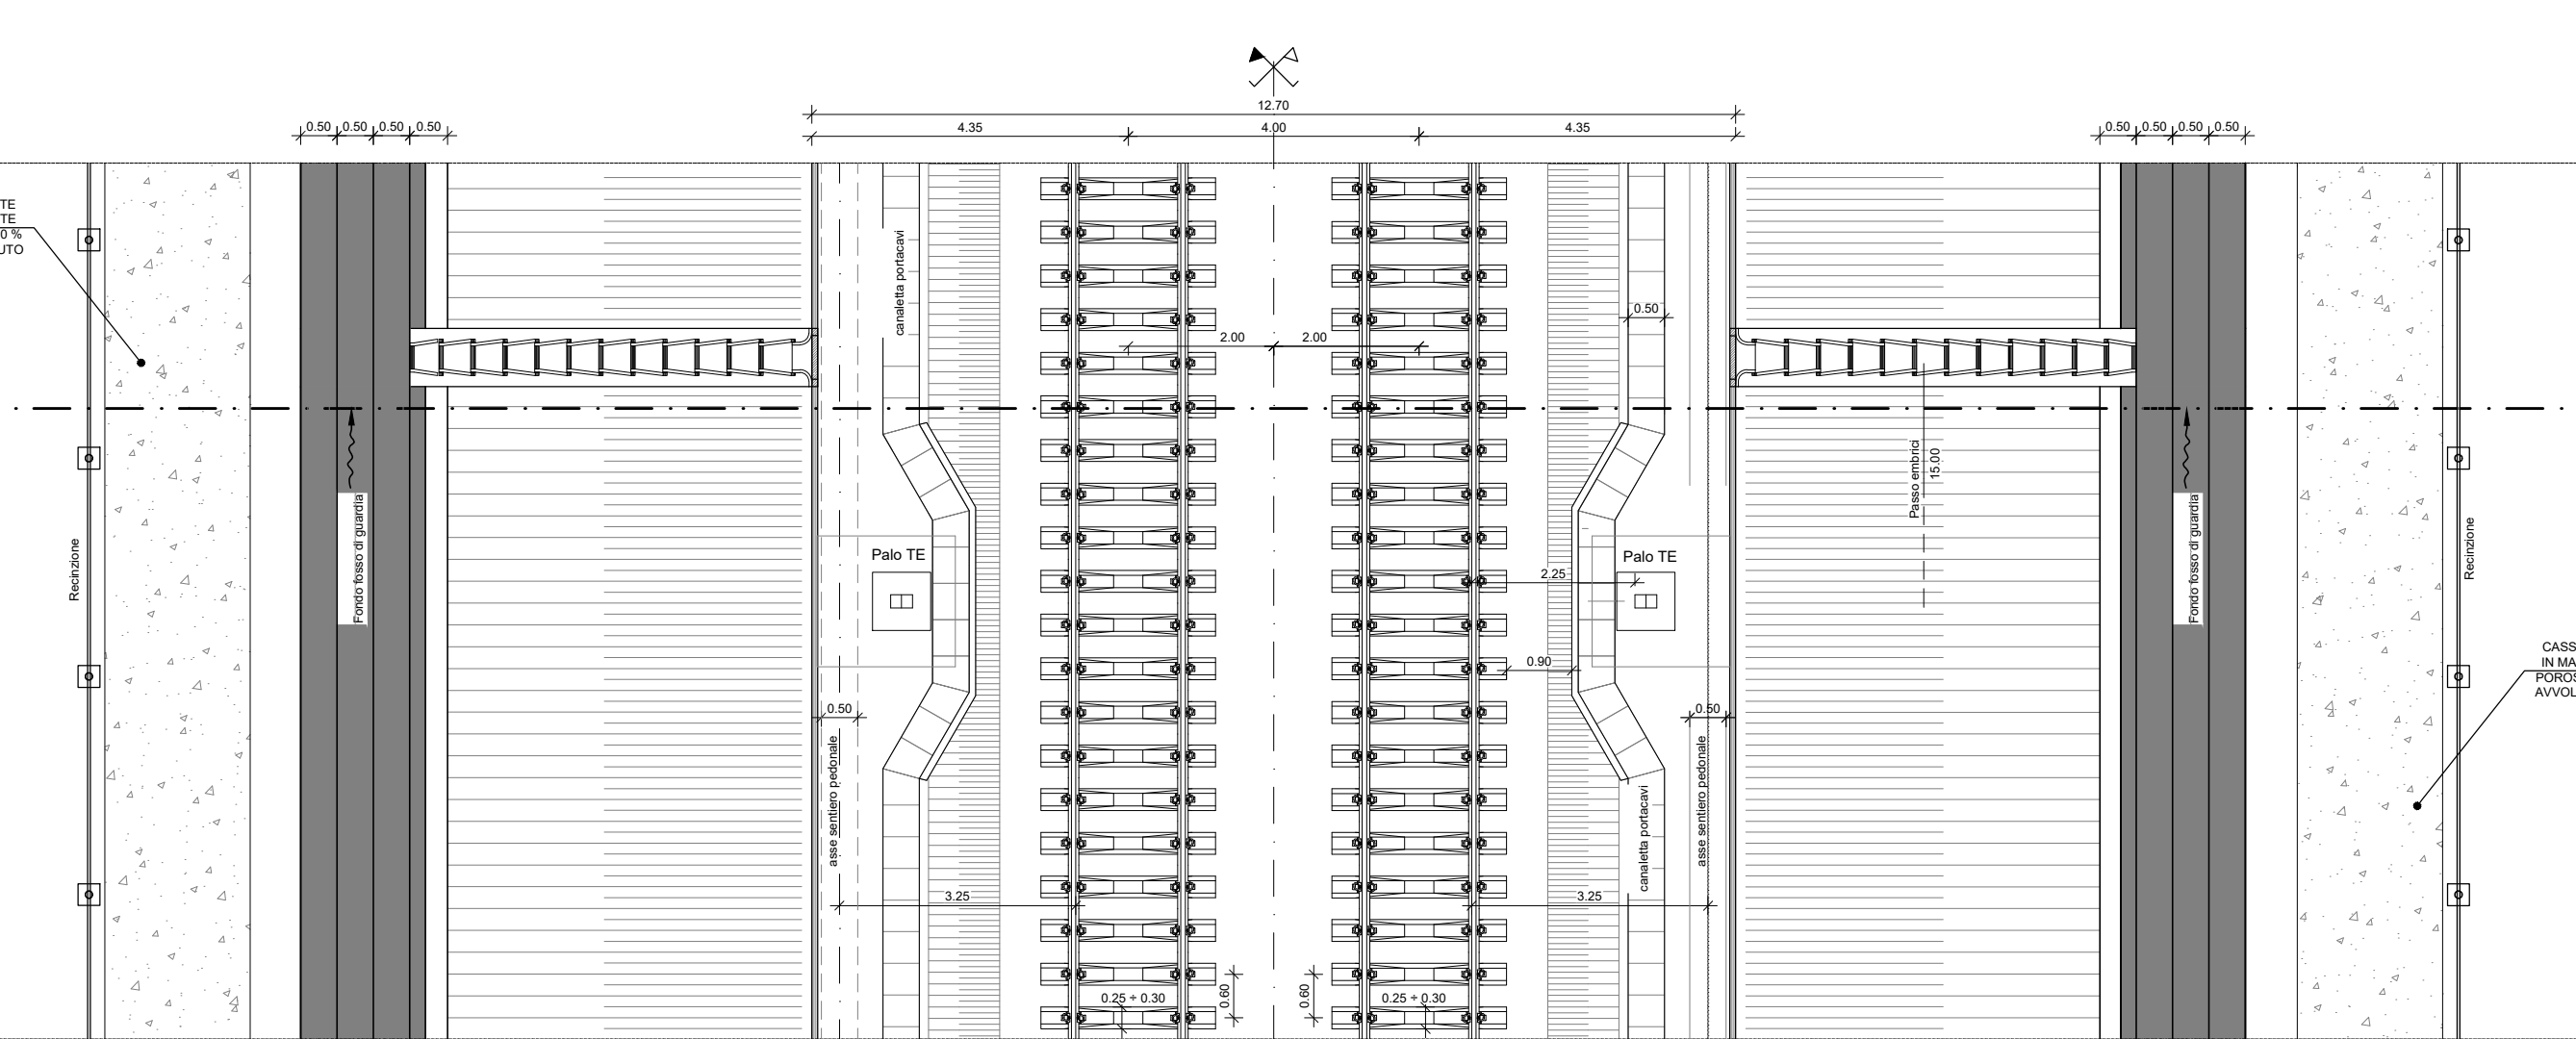 12.70
4.35
4.00
4.35
0.50
0.50
0.50
0.50
0.50
0.50
0.50
0.50
TE
TE
0 %
UTO
canaletta portacavi
0.50
2.00
2.00
Passo embrici
15.00
Recinzione
Fondo fosso di guardia
Palo TE
Palo TE
2.25
Fondo fosso di guardia
Recinzione
0.90
CASS
IN MA
POROS
AVVOL
0.50
0.50
asse sentiero pedonale
canaletta portacavi
asse sentiero pedonale
3.25
3.25
0.60
0.60
0.25 ÷ 0.30
0.25 ÷ 0.30